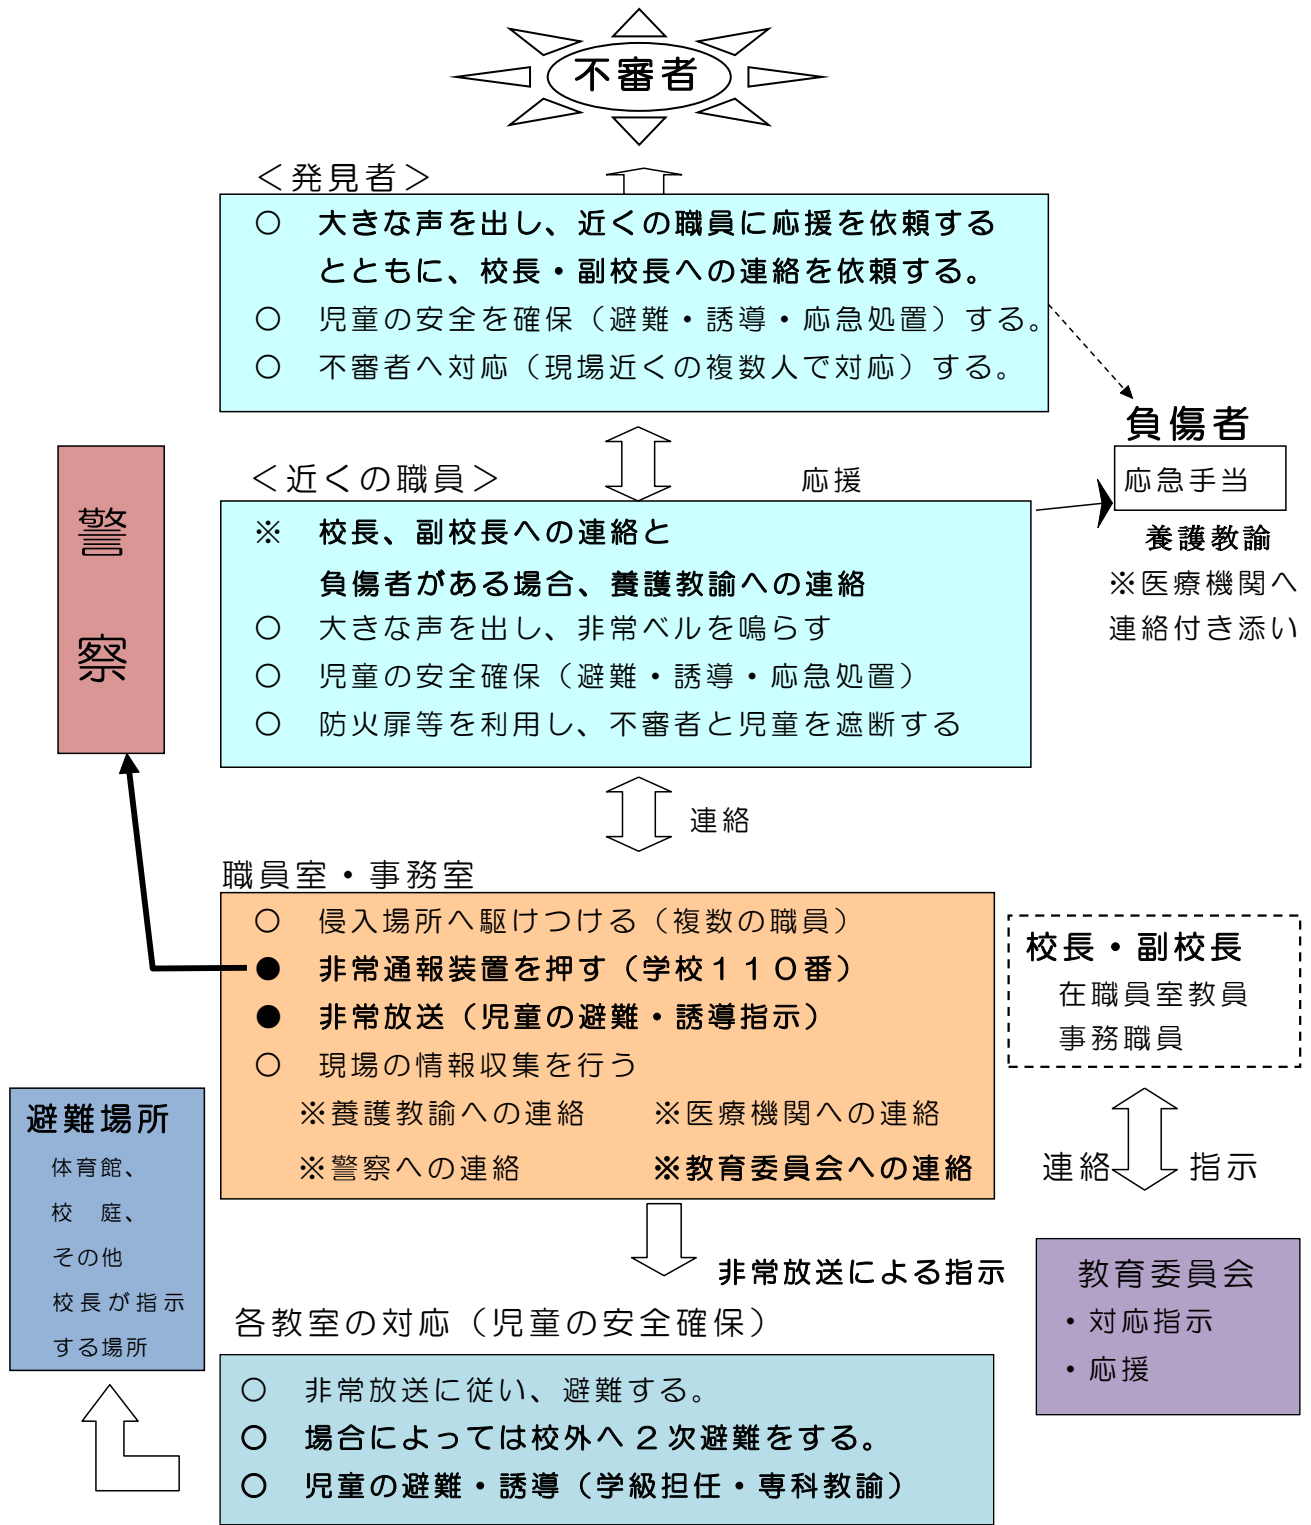 不審者
＜発見者＞
○ 大きな声を出し、近くの職員に応援を依頼する
とともに、校長・副校長への連絡を依頼する。
○ 児童の安全を確保（避難・誘導・応急処置）する。
○ 不審者へ対応（現場近くの複数人で対応）する。
負傷者
応急手当
養護教諭
※医療機関へ
連絡付き添い
警
察
＜近くの職員＞
応援
※ 校長、副校長への連絡と
負傷者がある場合、養護教諭への連絡
○ 大きな声を出し、非常ベルを鳴らす
○ 児童の安全確保（避難・誘導・応急処置）
○ 防火扉等を利用し、不審者と児童を遮断する
連絡
職員室・事務室
○ 侵入場所へ駆けつける（複数の職員）
● 非常通報装置を押す（学校１１０番）
● 非常放送（児童の避難・誘導指示）
○ 現場の情報収集を行う
※養護教諭への連絡 ※医療機関への連絡
※警察への連絡 ※教育委員会への連絡
校長・副校長
在職員室教員
事務職員
連絡 指示
教育委員会
・対応指示
・応援
避難場所
体育館、
校　庭、
その他
校長が指示
する場所
非常放送による指示
各教室の対応（児童の安全確保）
○ 非常放送に従い、避難する。
○ 場合によっては校外へ２次避難をする。
○ 児童の避難・誘導（学級担任・専科教諭）